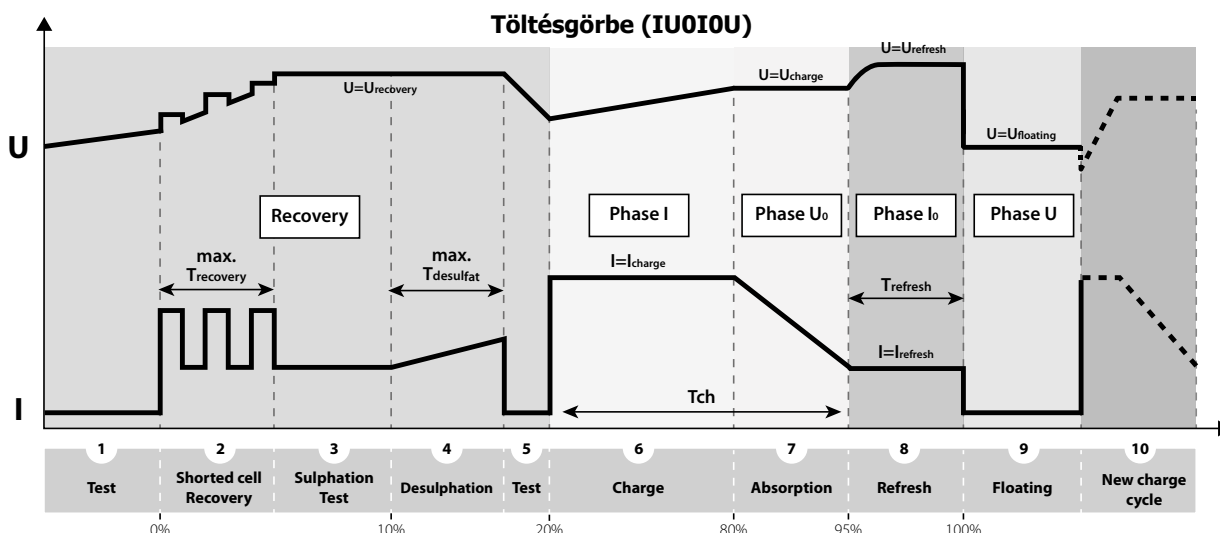 Töltésgörbe (IU0I0U)
U=Urefresh
U=Ucharge
U=Urecovery
U
U=Ufloating
Recovery
Phase I
Phase U0
Phase I0
Phase U
max.
Trecovery
max.
Tdesulfat
I=Icharge
Trefresh
I=Irefresh
Tch
I
1 2 3 4 5 6 7 8 9 10
Test
Shorted cell
Recovery
Sulphation
Test
Desulphation
Test
Charge
Absorption
Refresh
Floating
New charge
cycle
0% 10% 20% 80% 95% 100%